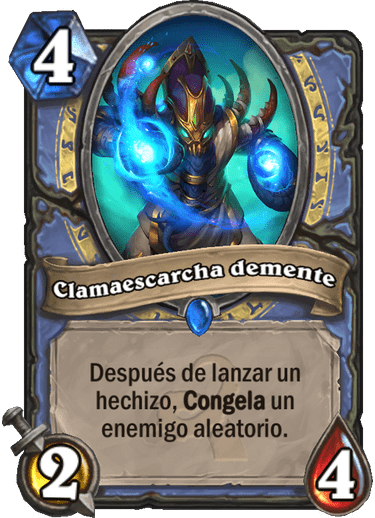 4
Clamaescarcha demente
Después de lanzar un
hechizo, Congela un
enemigo aleatorio.
2
4